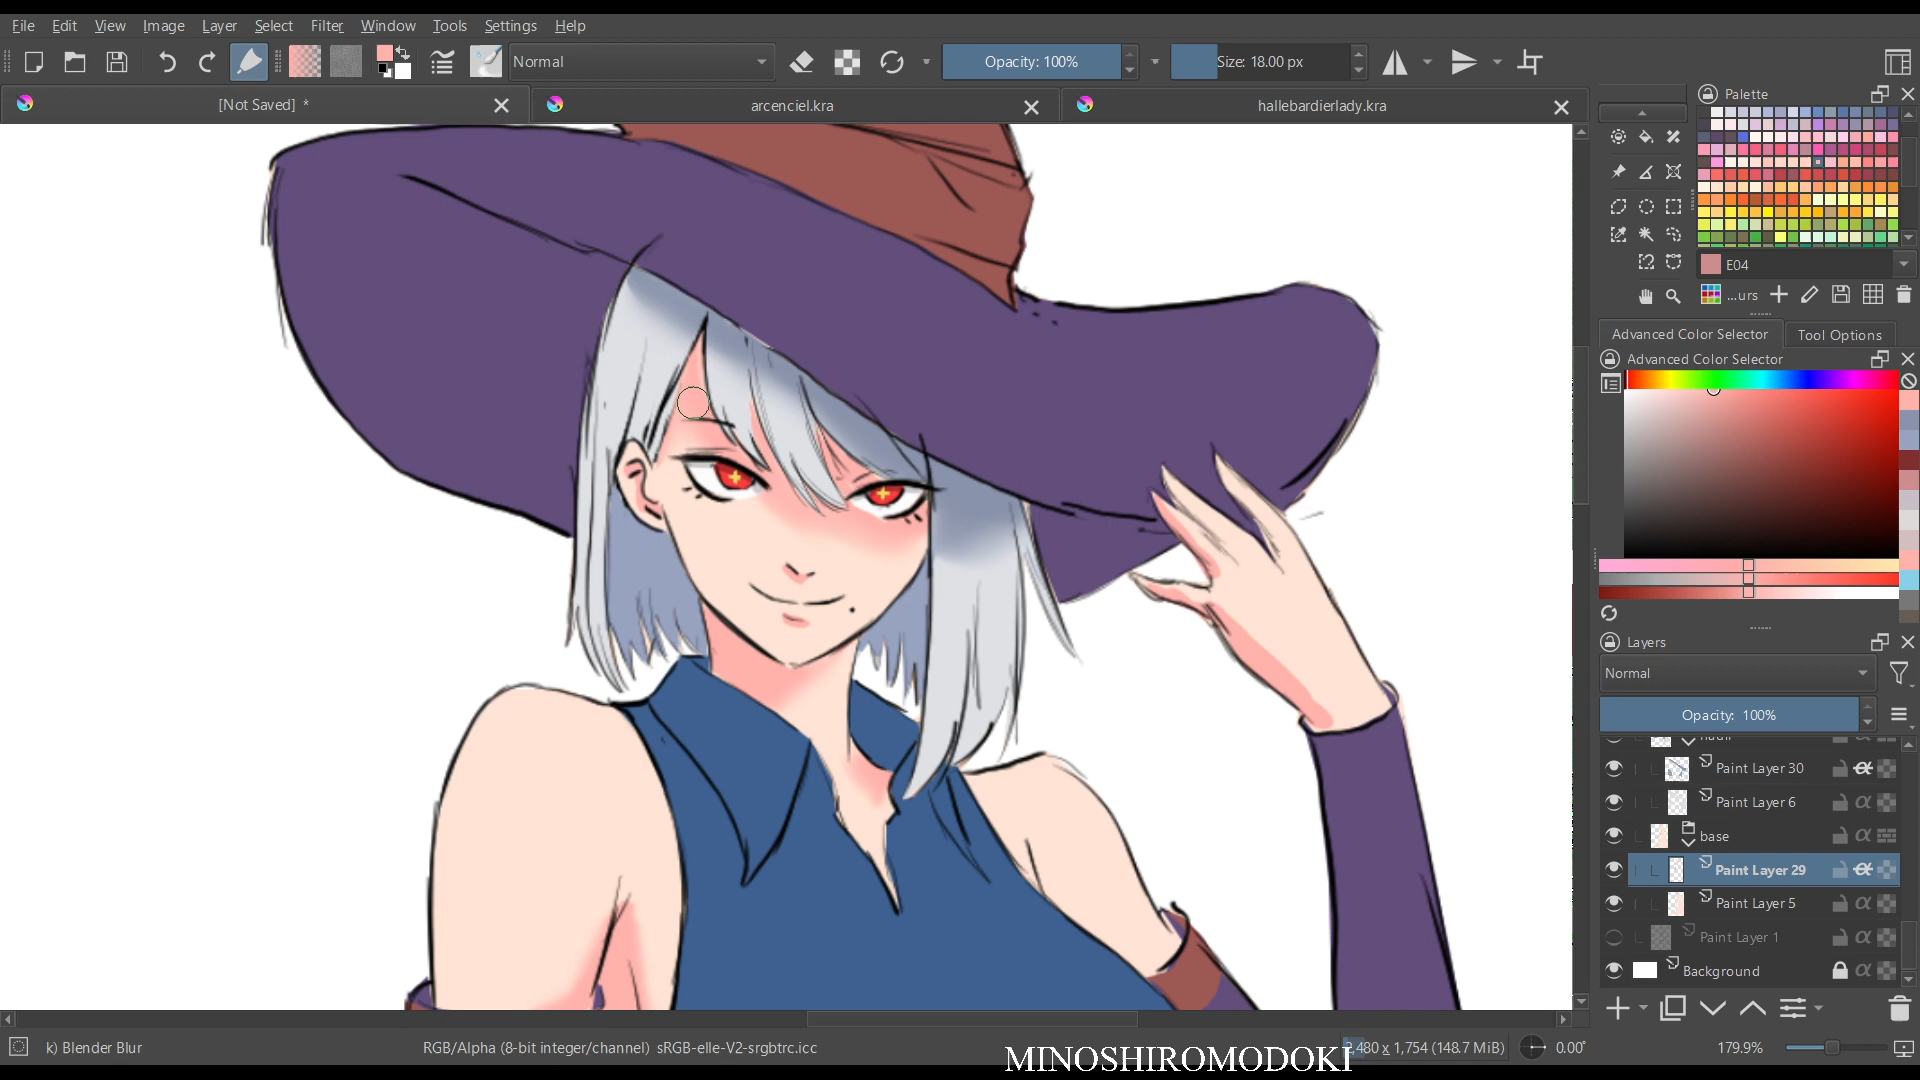 File Edit View Image Layer Select Filter Window Tools Settings Help
Normal Opacity: 100% Size: 18.00 px
[Not Saved] * arcenciel.kra hallebardierlady.kra
Palette
E04
...urs
Advanced Color Selector Tool Options
Advanced Color Selector
Layers
Normal
Opacity: 100%
Paint Layer 30
Paint Layer 6
base
Paint Layer 29
Paint Layer 5
Paint Layer 1
Background
k) Blender Blur RGB/Alpha (8-bit integer/channel) sRGB-elle-V2-srgbtrc.icc 2,480 x 1,754 (148.7 MiB) 0.00° 179.9%
MINOSHIROMODOKI